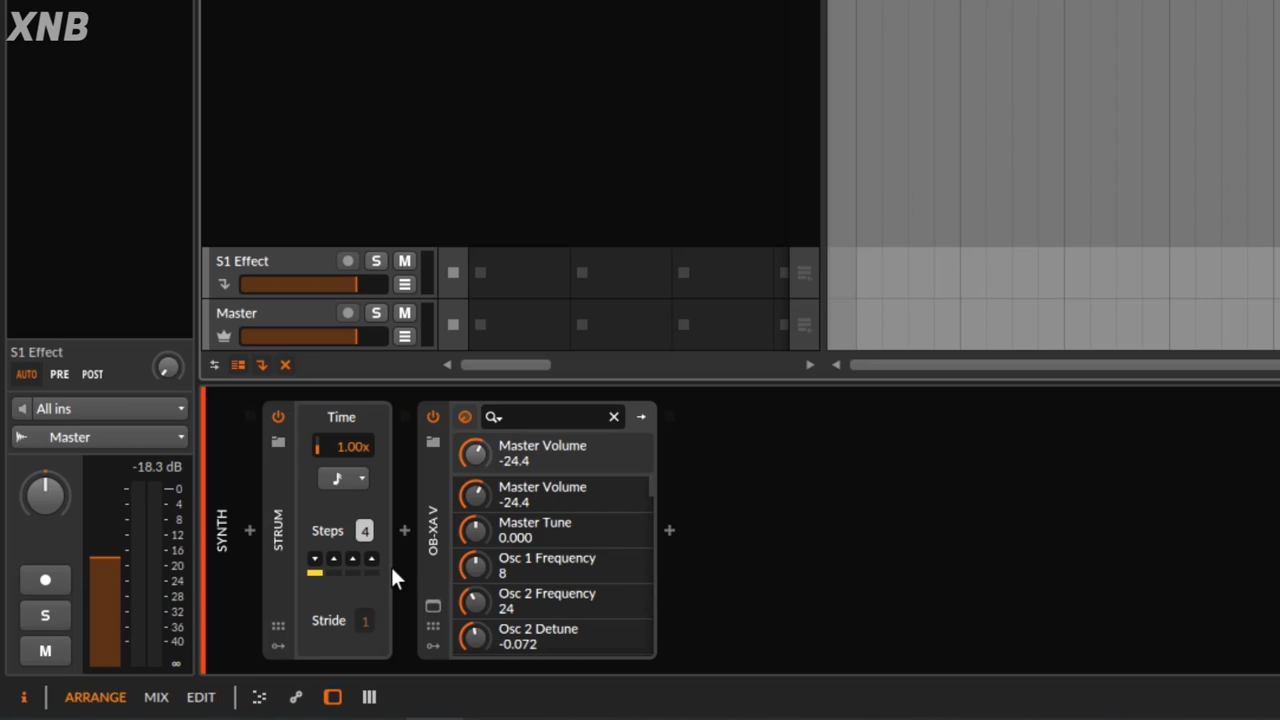 XNB
S1 Effect
S M
Master
S M
S1 Effect
AUTO PRE POST
All ins
Master
-18.3 dB
0
4
8
12
16
20
24
28
32
36
40
∞
S
M
SYNTH
STRUM
Time
1.00x
Steps 4
Stride 1
OB-XA V
Master Volume
-24.4
Master Volume
-24.4
Master Tune
0.000
Osc 1 Frequency
8
Osc 2 Frequency
24
Osc 2 Detune
-0.072
i ARRANGE MIX EDIT